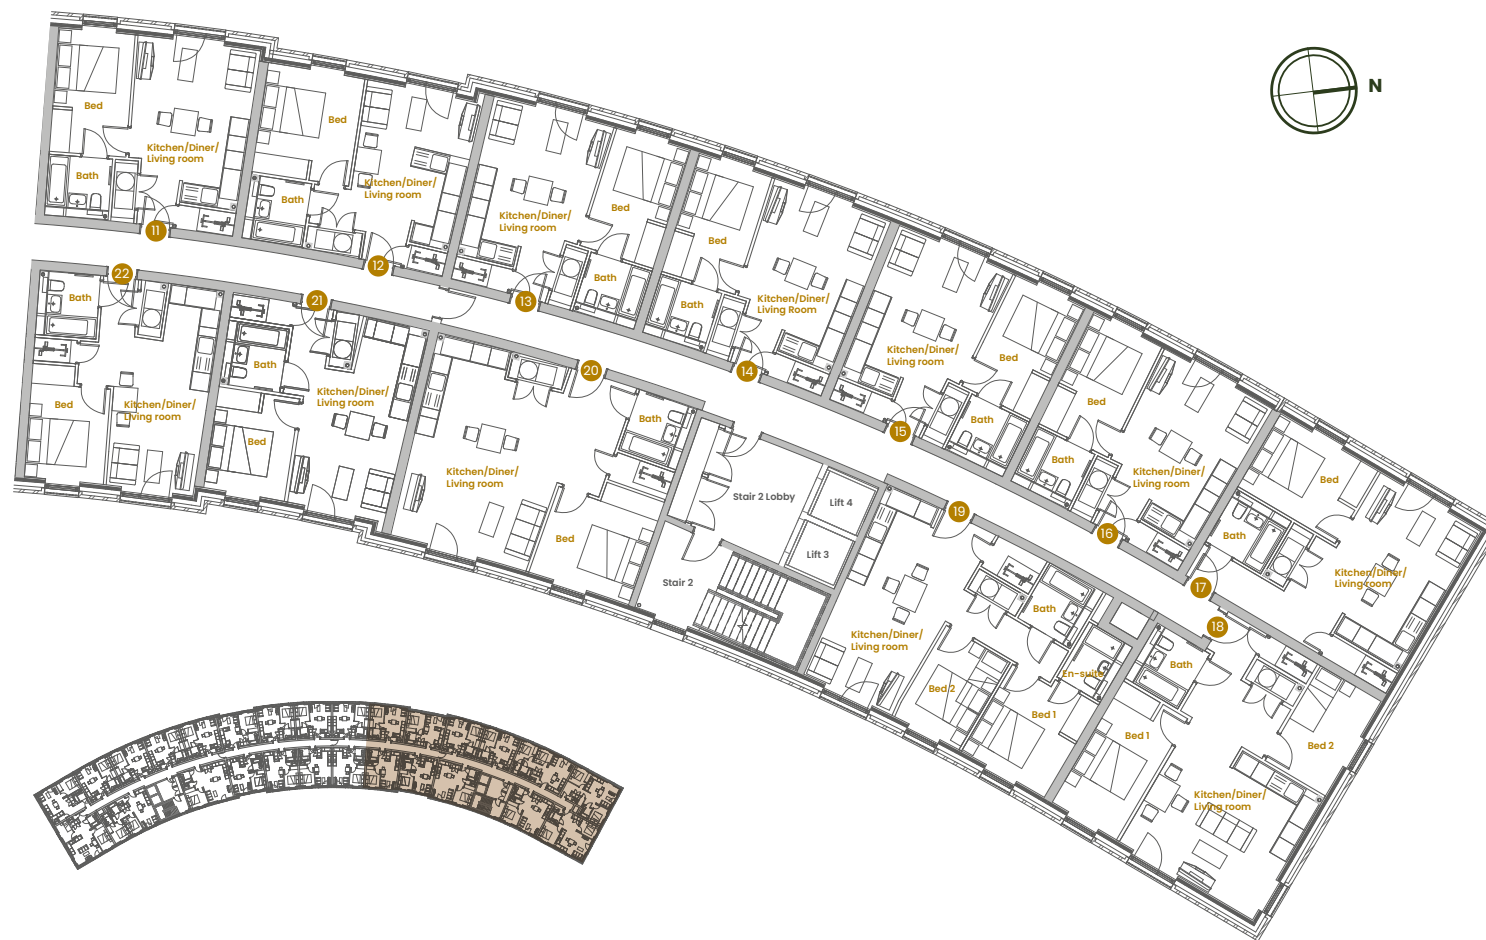 N
Bed
Kitchen/Diner/
Living room
Bath
11
Bed
Kitchen/Diner/
Living room
Bath
12
Kitchen/Diner/
Living room
Bed
Bath
13
Bed
Kitchen/Diner/
Living Room
Bath
14
Kitchen/Diner/
Living room
Bed
Bath
15
Bed
Kitchen/Diner/
Living room
Bath
16
Bed
Bath
Kitchen/Diner/
Living room
17
22
Bath
Bed
Kitchen/Diner/
Living room
21
Bath
Kitchen/Diner/
Living room
Bed
20
Bath
Kitchen/Diner/
Living room
Bed
Stair 2 Lobby
Lift 4
Lift 3
Stair 2
19
Bath
Kitchen/Diner/
Living room
En-suite
Bed 2
Bed 1
18
Bath
Bed 1
Bed 2
Kitchen/Diner/
Living room